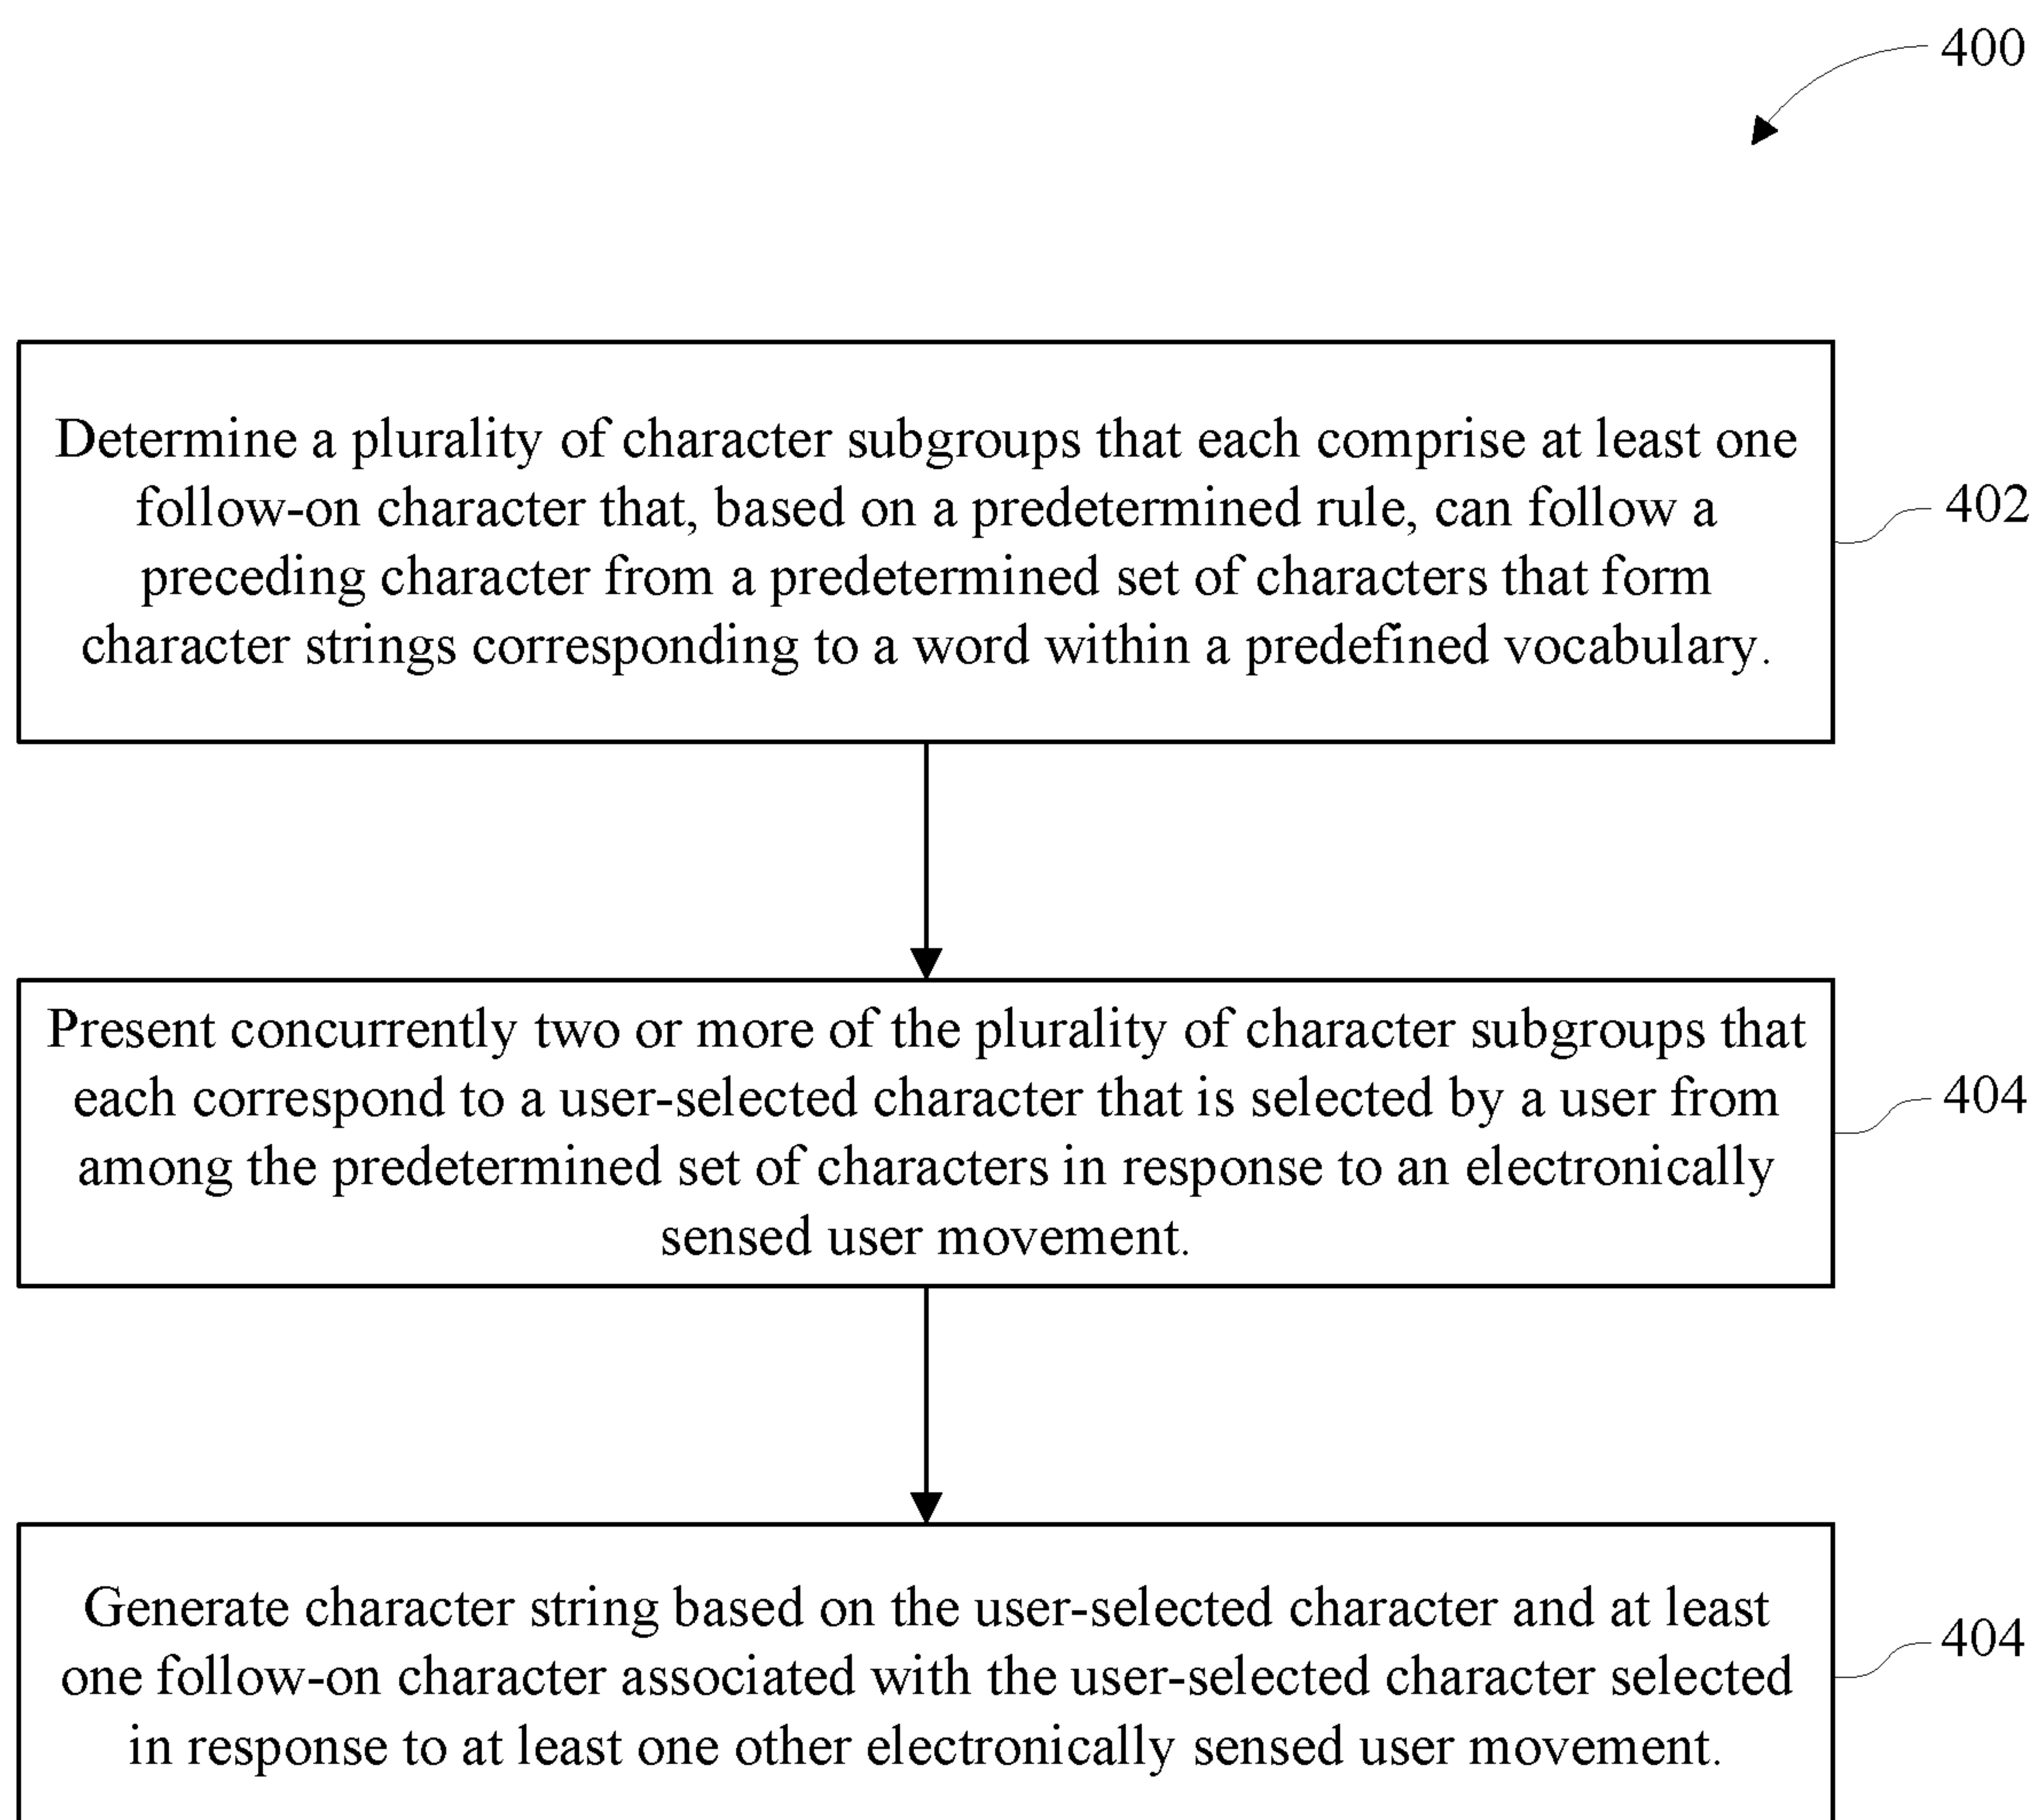 400
Determine a plurality of character subgroups that each comprise at least one
follow-on character that, based on a predetermined rule, can follow a
preceding character from a predetermined set of characters that form
character strings corresponding to a word within a predefined vocabulary.
402
Present concurrently two or more of the plurality of character subgroups that
each correspond to a user-selected character that is selected by a user from
among the predetermined set of characters in response to an electronically
sensed user movement.
404
Generate character string based on the user-selected character and at least
one follow-on character associated with the user-selected character selected
in response to at least one other electronically sensed user movement.
404